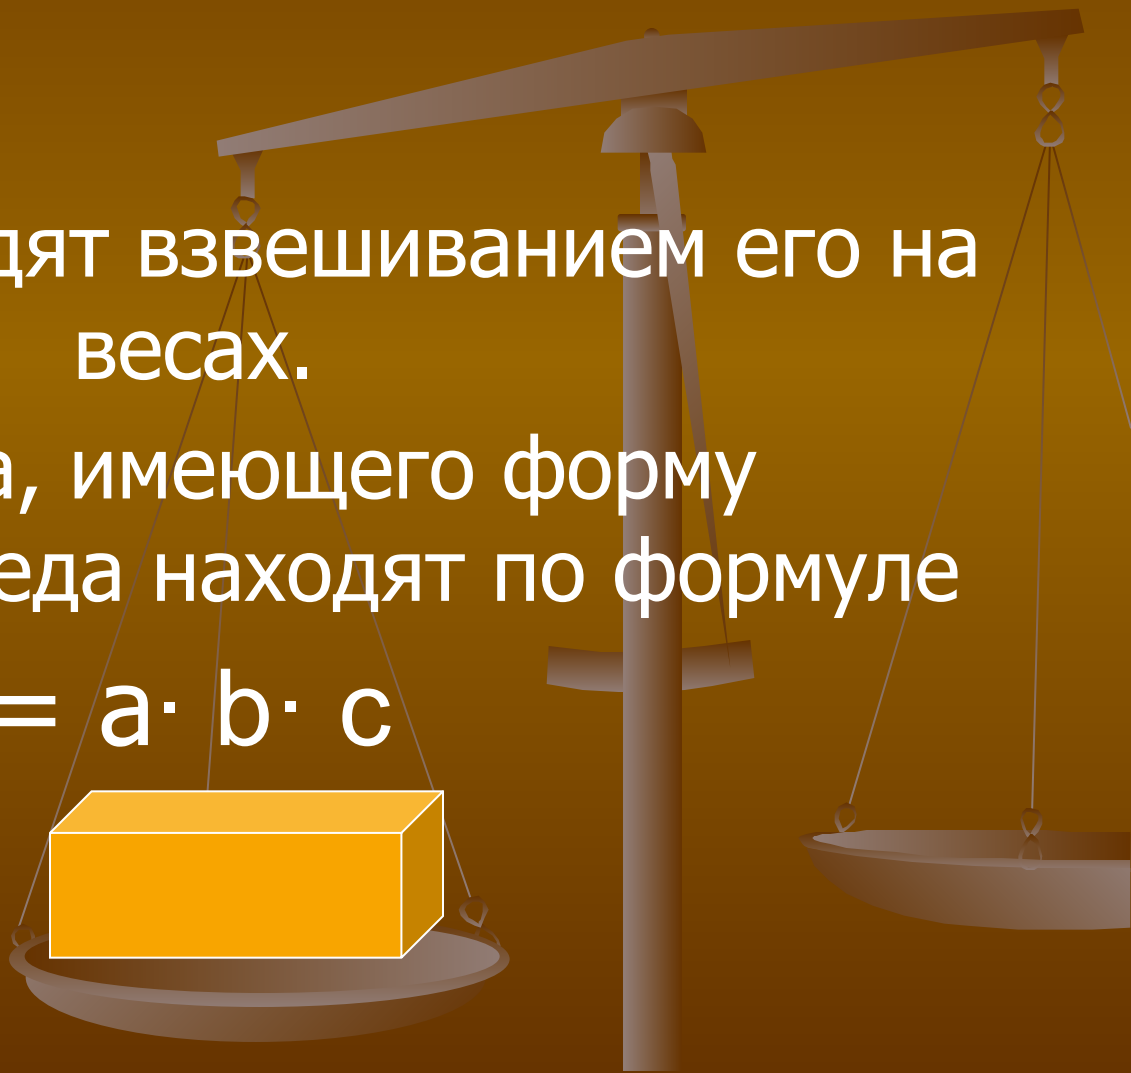 дят взвешиванием его на
весах.
а, имеющего форму
еда находят по формуле
= a· b· c